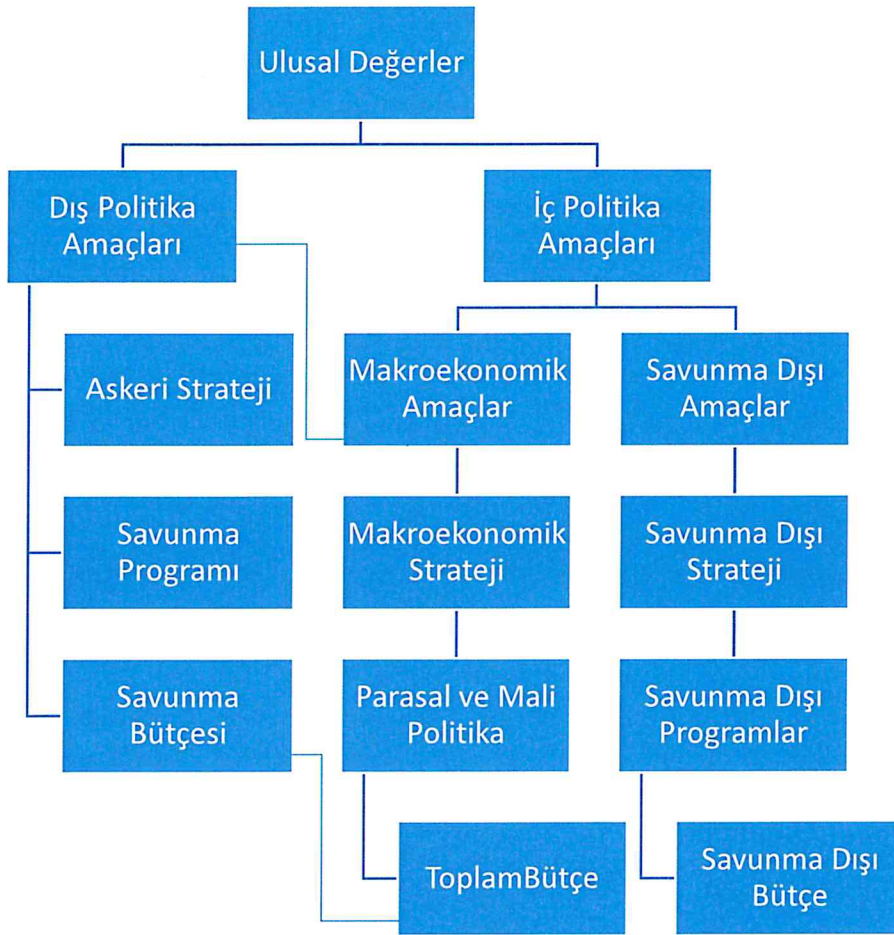 Ulusal Değerler
Dış Politika
Amaçları
İç Politika
Amaçları
Askeri Strateji
Makroekonomik
Amaçlar
Savunma Dışı
Amaçlar
Savunma
Programı
Makroekonomik
Strateji
Savunma Dışı
Strateji
Savunma
Bütçesi
Parasal ve Mali
Politika
Savunma Dışı
Programlar
ToplamBütçe
Savunma Dışı
Bütçe